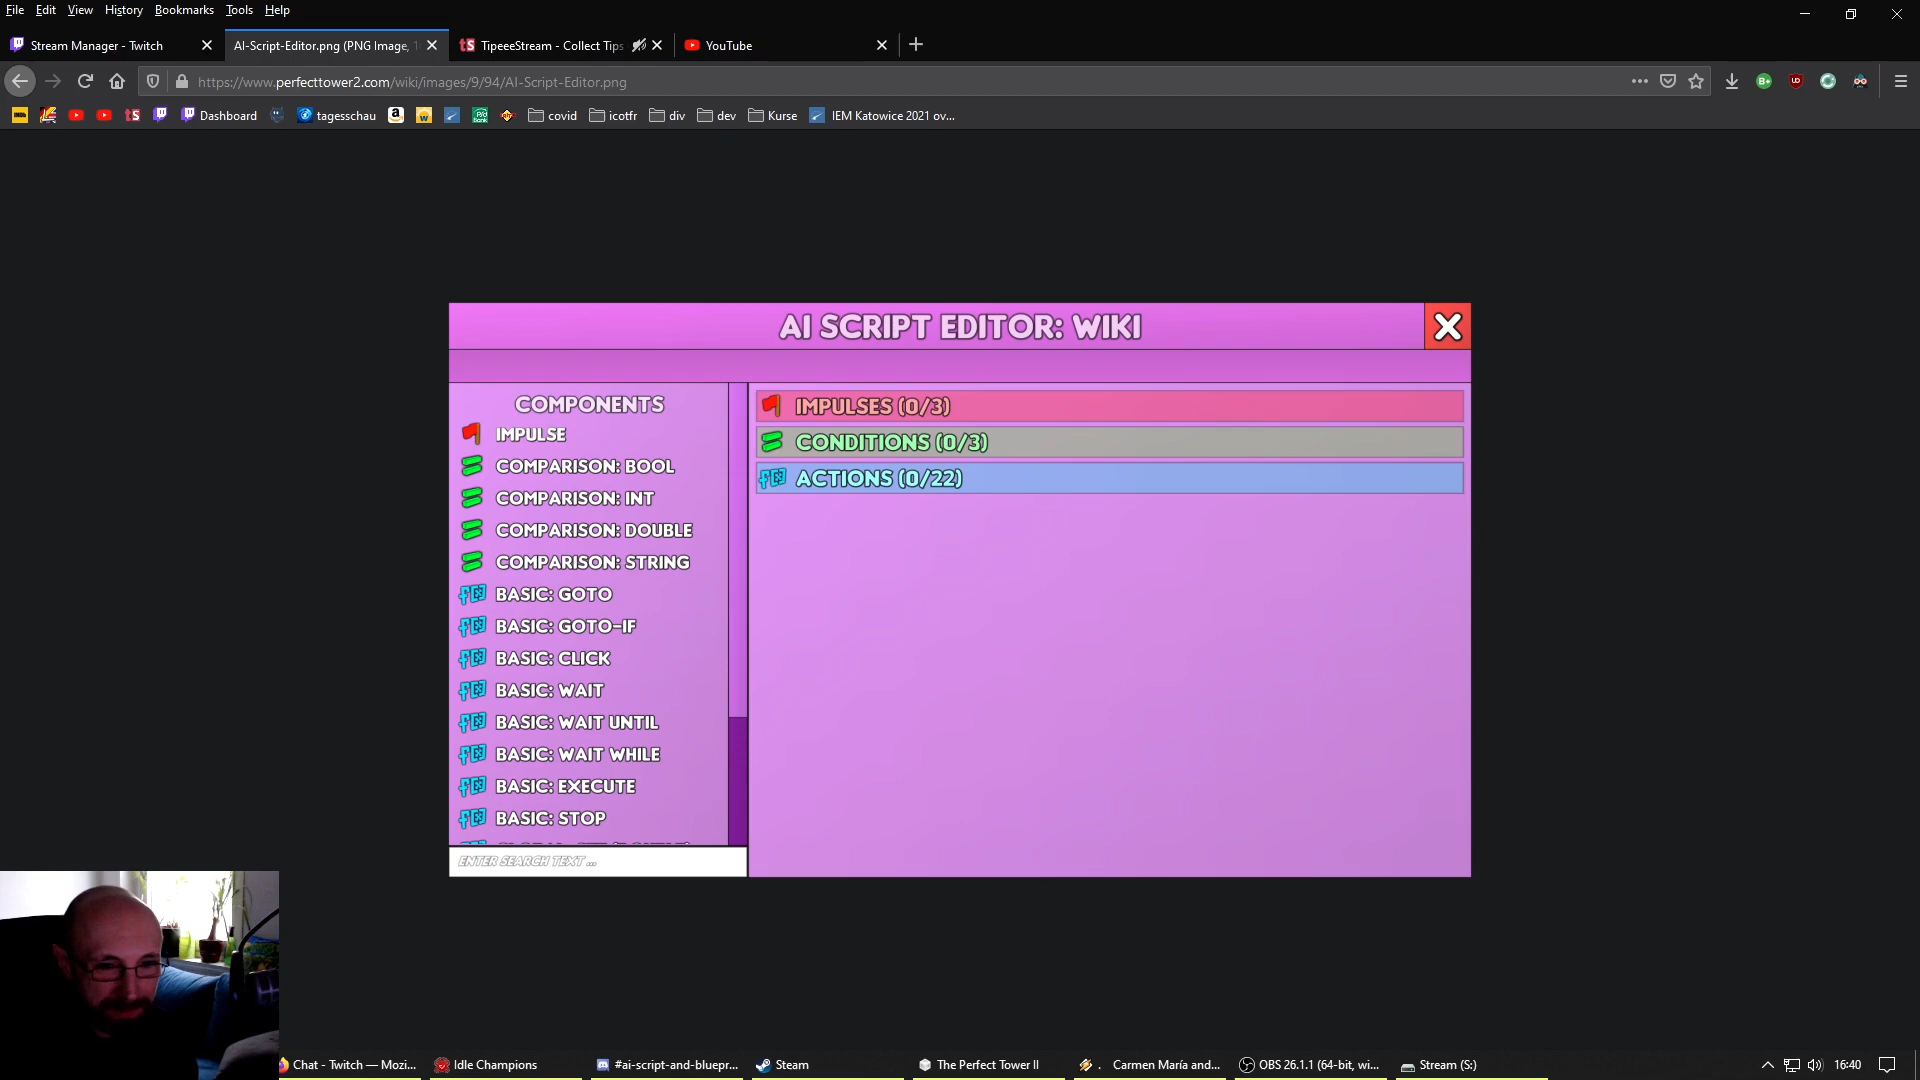 File Edit View History Bookmarks Tools Help
Stream Manager - Twitch
AI-Script-Editor.png (PNG Image,
TipeeeStream - Collect Tips
YouTube
https://www.perfecttower2.com/wiki/images/9/94/AI-Script-Editor.png
Dashboard
tagesschau
covid
icotfr
div
dev
Kurse
IEM Katowice 2021 ov...
AI SCRIPT EDITOR: WIKI
COMPONENTS
IMPULSE
COMPARISON: BOOL
COMPARISON: INT
COMPARISON: DOUBLE
COMPARISON: STRING
BASIC: GOTO
BASIC: GOTO-IF
BASIC: CLICK
BASIC: WAIT
BASIC: WAIT UNTIL
BASIC: WAIT WHILE
BASIC: EXECUTE
BASIC: STOP
ENTER SEARCH TEXT ...
IMPULSES (0/3)
CONDITIONS (0/3)
ACTIONS (0/22)
Chat - Twitch — Mozi...
Idle Champions
#ai-script-and-bluepr...
Steam
The Perfect Tower II
. Carmen María and...
OBS 26.1.1 (64-bit, wi...
Stream (S:)
16:40